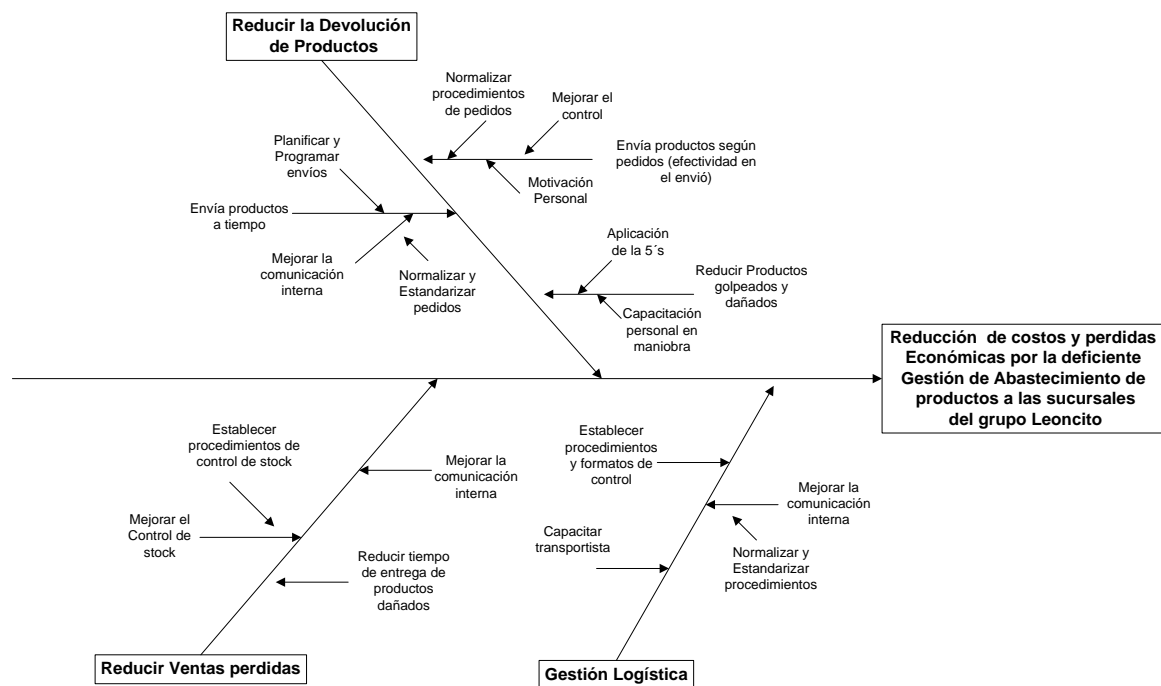 Reducir la Devolución
de Productos
Normalizar
procedimientos
de pedidos
Mejorar el
control
Envía productos según
pedidos (efectividad en
el envió)
Motivación
Personal
Planificar y
Programar
envíos
Envía productos
a tiempo
Mejorar la
comunicación
interna
Normalizar y
Estandarizar
pedidos
Aplicación
de la 5´s
Reducir Productos
golpeados y
dañados
Capacitación
personal en
maniobra
Reducción de costos y perdidas
Económicas por la deficiente
Gestión de Abastecimiento de
productos a las sucursales
del grupo Leoncito
Establecer
procedimientos de
control de stock
Mejorar la
comunicación
interna
Mejorar el
Control de
stock
Reducir tiempo
de entrega de
productos
dañados
Reducir Ventas perdidas
Establecer
procedimientos
y formatos de
control
Mejorar la
comunicación
interna
Capacitar
transportista
Normalizar y
Estandarizar
procedimientos
Gestión Logística